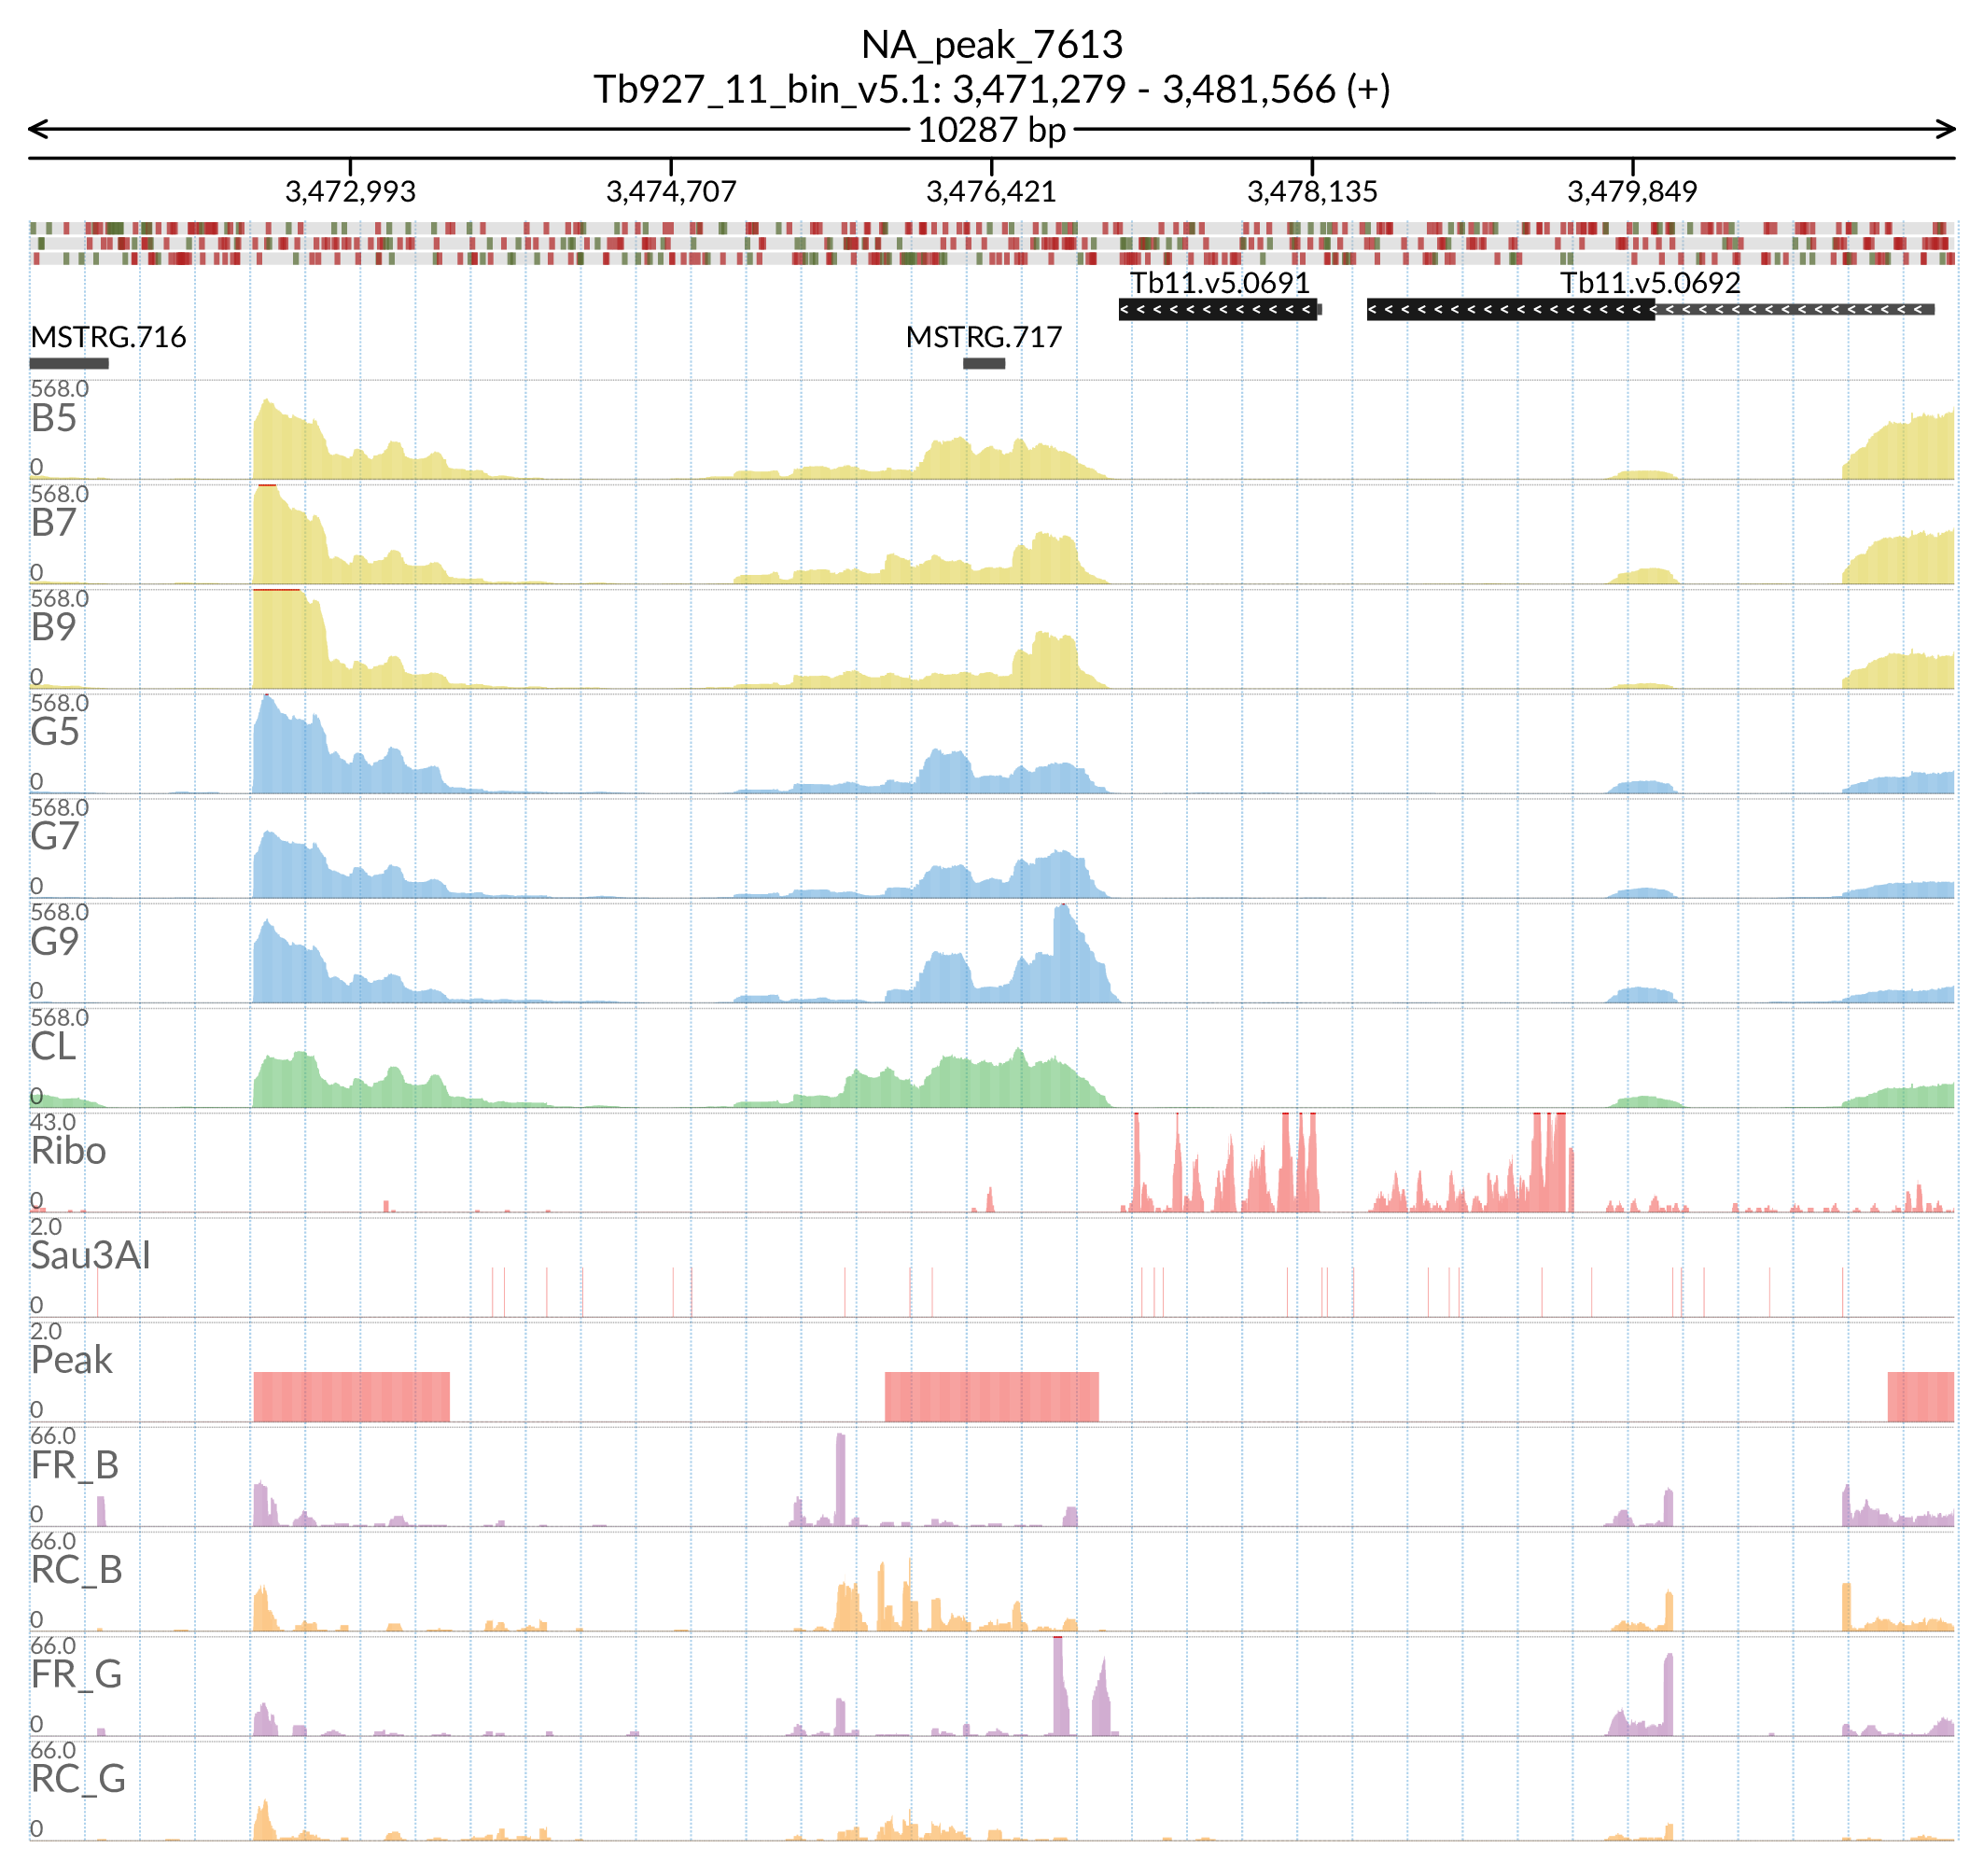 NA_peak_7613
Tb927_11_bin_v5.1: 3,471,279 - 3,481,566 (+)
10287 bp
3,472,993 3,474,707 3,476,421 3,478,135 3,479,849
Tb11.v5.0691 Tb11.v5.0692
MSTRG.716 MSTRG.717
568.0
B5
0
568.0
B7
0
568.0
B9
0
568.0
G5
0
568.0
G7
0
568.0
G9
0
568.0
CL
0
43.0
Ribo
0
2.0
Sau3AI
0
2.0
Peak
0
66.0
FR_B
0
66.0
RC_B
0
66.0
FR_G
0
66.0
RC_G
0